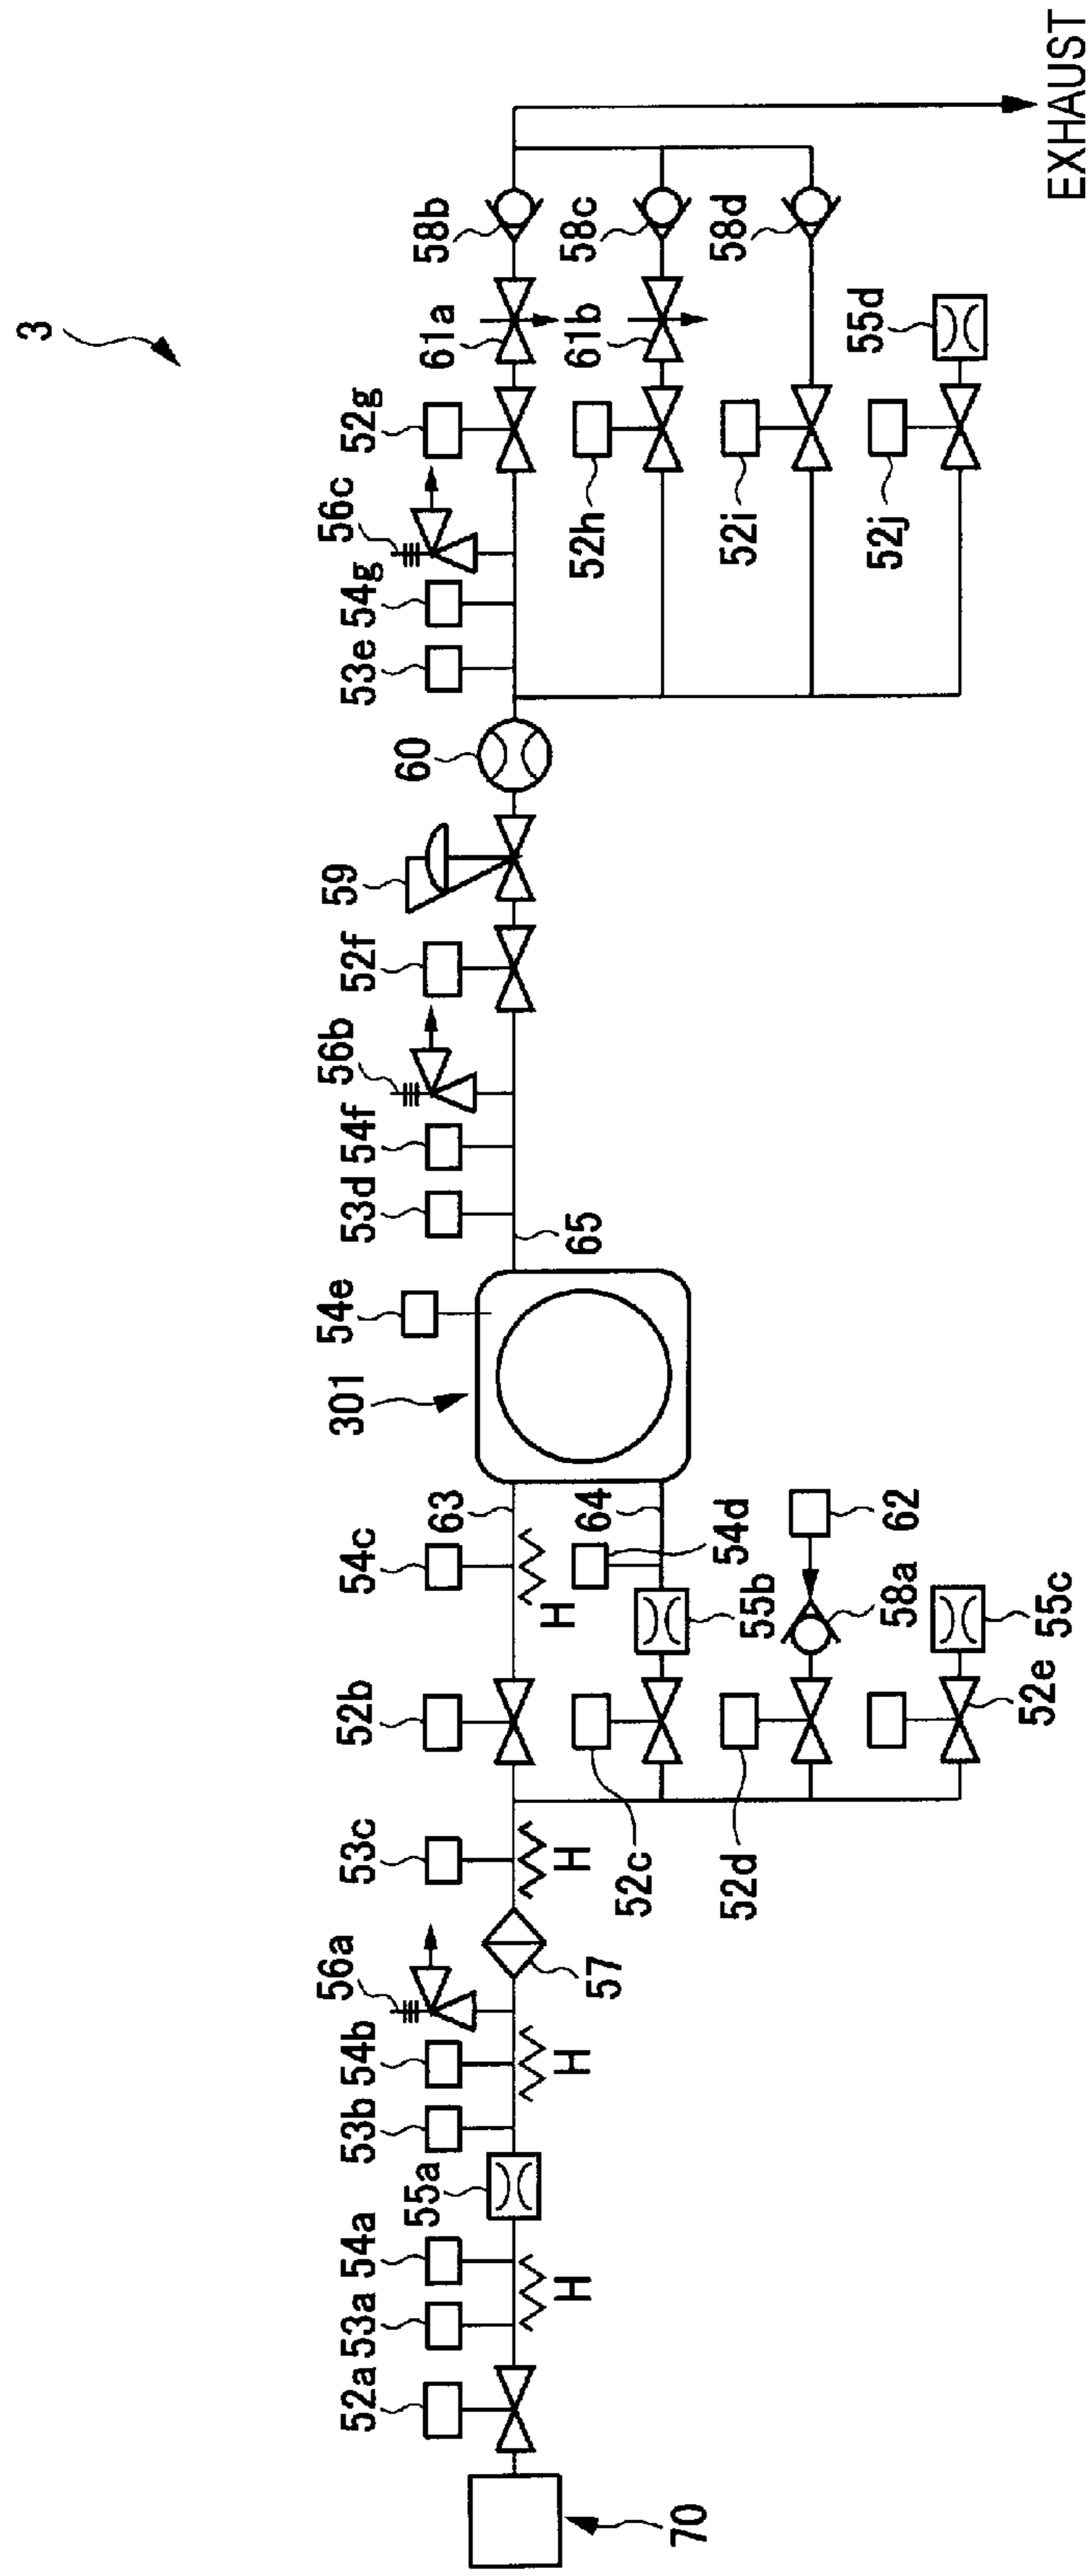 3
52a
53a
54a
55a
53b
54b
56a
53c
52b
54c
63
301
54e
53d
54f
56b
52f
59
60
53e
54g
56c
52g
61a
58b
H
H
H
H
70
57
64
65
52h
61b
58c
52c
55b
54d
52i
58d
52d
58a
62
52j
55d
52e
55c
EXHAUST